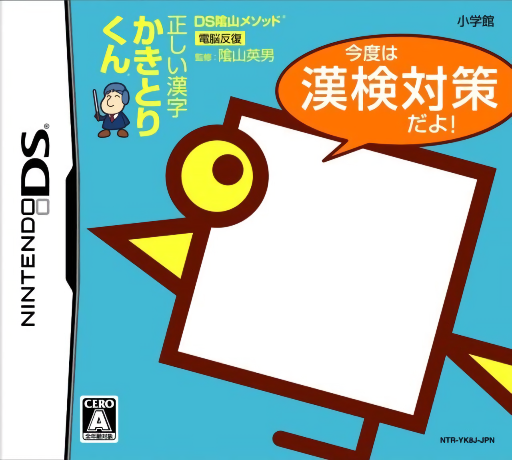 小学館
DS陰山メソッド®
電脳反復
監修：陰山英男
正しい漢字
かきとり
くん
今度は
漢検対策
だよ！
NINTENDO DS®
CERO
A
全年齢対象
NTR-YK8J-JPN